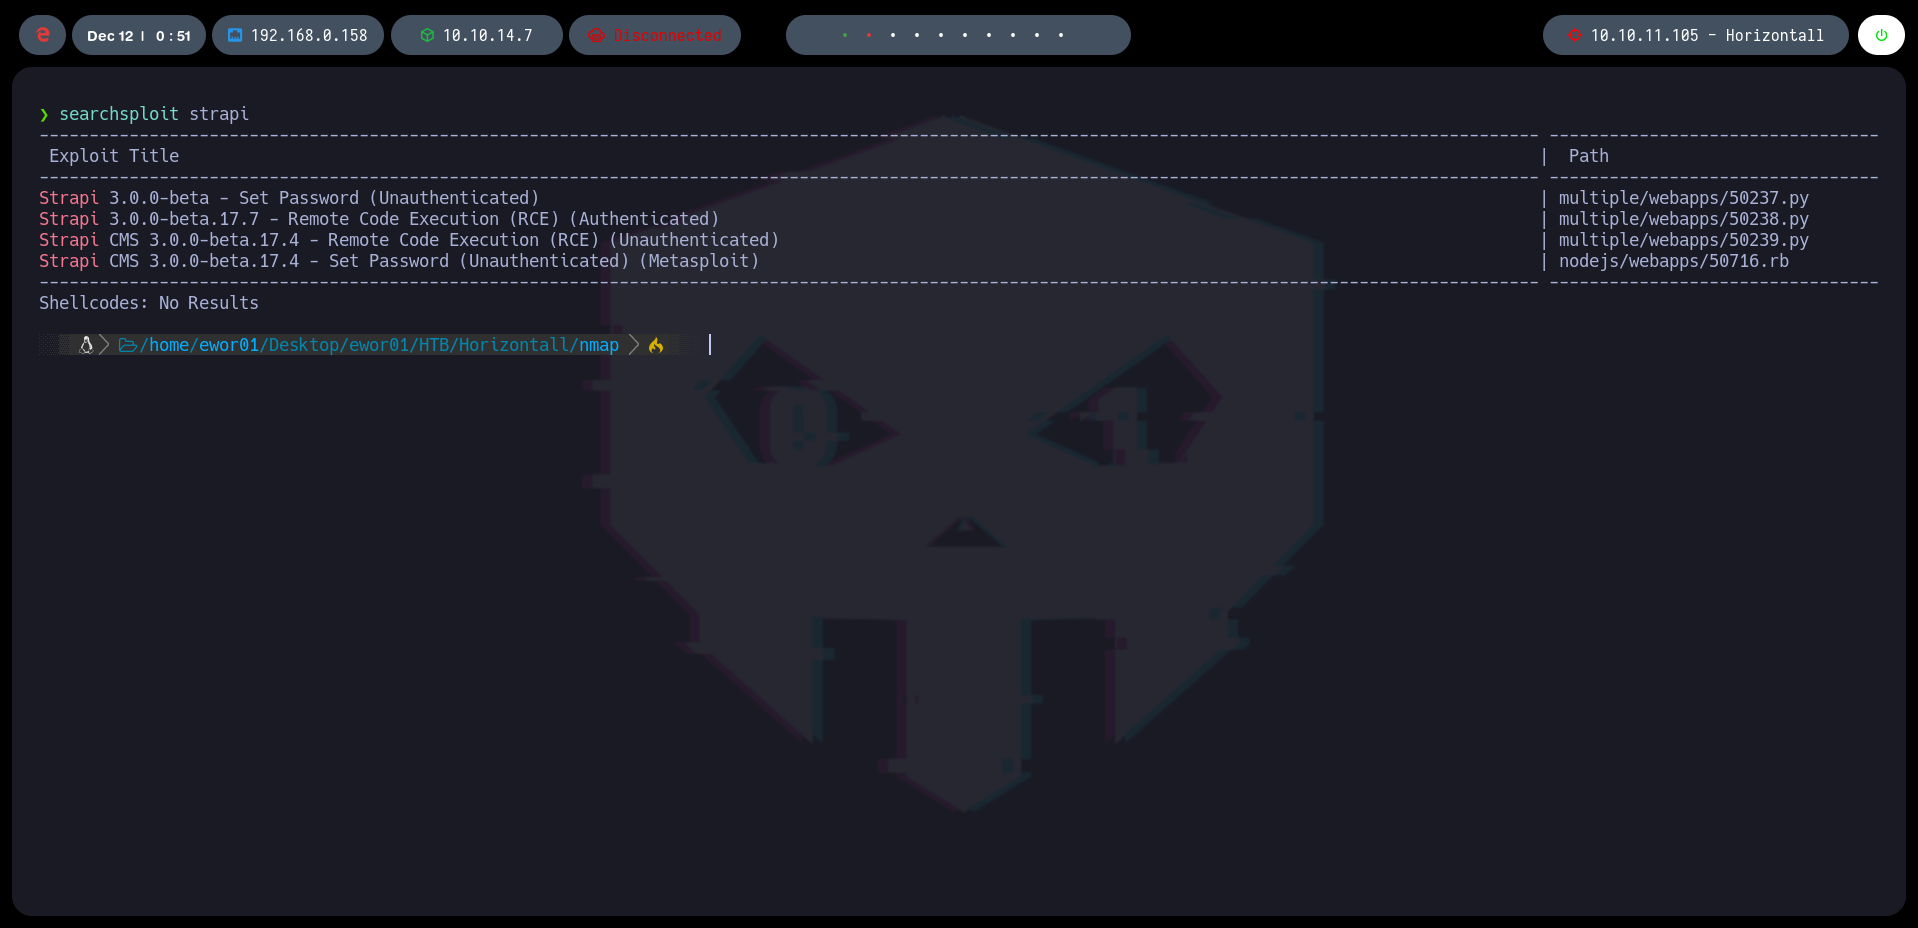 Dec 12 | 0 : 51 192.168.0.158 10.10.14.7 Disconnected 10.10.11.105 - Horizontall
❯ searchsploit strapi
------------------------------------------------------------------------------------------------------------------------------------------------------ ---------------------------------
Exploit Title | Path
------------------------------------------------------------------------------------------------------------------------------------------------------ ---------------------------------
Strapi 3.0.0-beta - Set Password (Unauthenticated) | multiple/webapps/50237.py
Strapi 3.0.0-beta.17.7 - Remote Code Execution (RCE) (Authenticated) | multiple/webapps/50238.py
Strapi CMS 3.0.0-beta.17.4 - Remote Code Execution (RCE) (Unauthenticated) | multiple/webapps/50239.py
Strapi CMS 3.0.0-beta.17.4 - Set Password (Unauthenticated) (Metasploit) | nodejs/webapps/50716.rb
------------------------------------------------------------------------------------------------------------------------------------------------------ ---------------------------------
Shellcodes: No Results
/home/ewor01/Desktop/ewor01/HTB/Horizontall/nmap
0 1